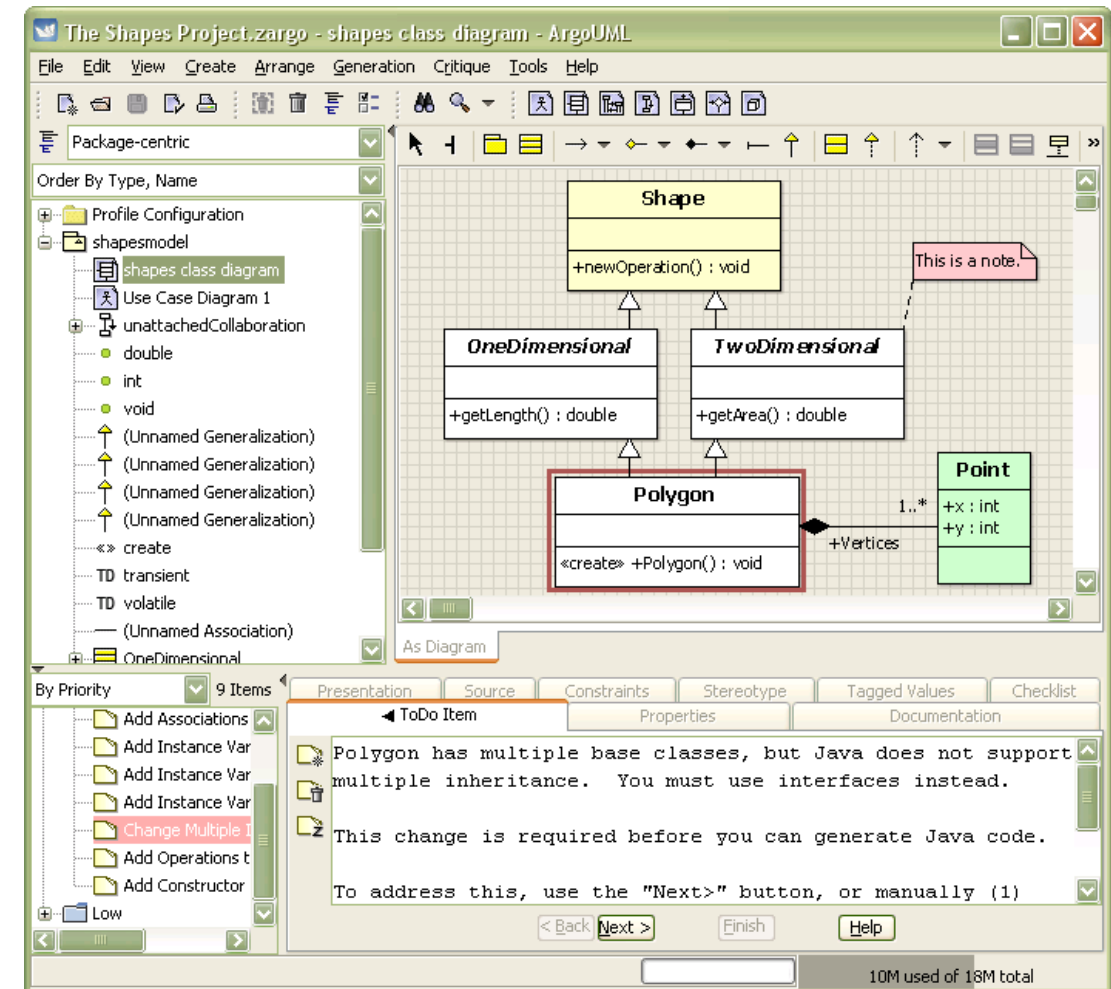 The Shapes Project.zargo - shapes class diagram - ArgoUML
File Edit View Create Arrange Generation Critique Tools Help
Package-centric
Order By Type, Name
Profile Configuration
shapesmodel
shapes class diagram
Use Case Diagram 1
unattachedCollaboration
double
int
void
(Unnamed Generalization)
(Unnamed Generalization)
(Unnamed Generalization)
(Unnamed Generalization)
«» create
TD transient
TD volatile
(Unnamed Association)
OneDimensional
»
Shape
+newOperation() : void
This is a note.
OneDimensional
+getLength() : double
TwoDimensional
+getArea() : double
Polygon
«create» +Polygon() : void
1..*
+Vertices
Point
+x : int
+y : int
As Diagram
By Priority 9 Items
Add Associations
Add Instance Var
Add Instance Var
Add Instance Var
Change Multiple I
Add Operations t
Add Constructor
Low
Presentation Source Constraints Stereotype Tagged Values Checklist
ToDo Item Properties Documentation
Polygon has multiple base classes, but Java does not support
multiple inheritance.  You must use interfaces instead.
This change is required before you can generate Java code.
To address this, use the "Next>" button, or manually (1)
< Back Next > Finish Help
10M used of 18M total